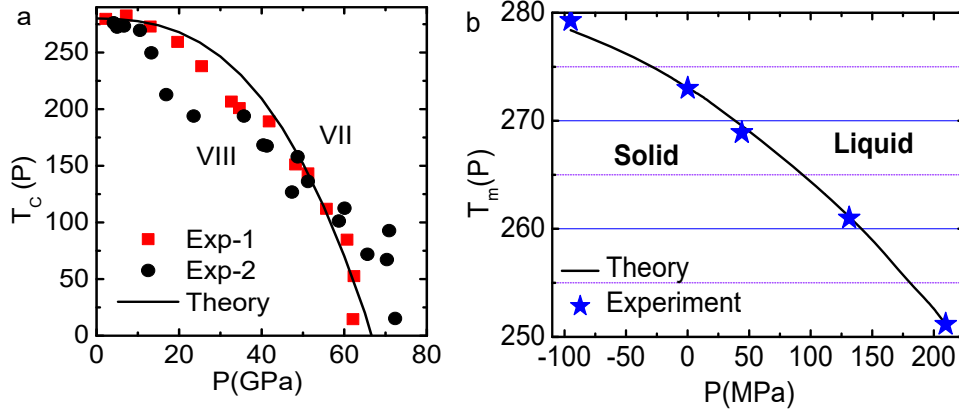 a
T_C(P)
250
200
150
100
50
0
VIII
VII
Exp-1
Exp-2
Theory
0 20 40 60 80
P(GPa)
b
T_m(P)
280
270
260
250
Solid
Liquid
Theory
Experiment
-100 -50 0 50 100 150 200
P(MPa)